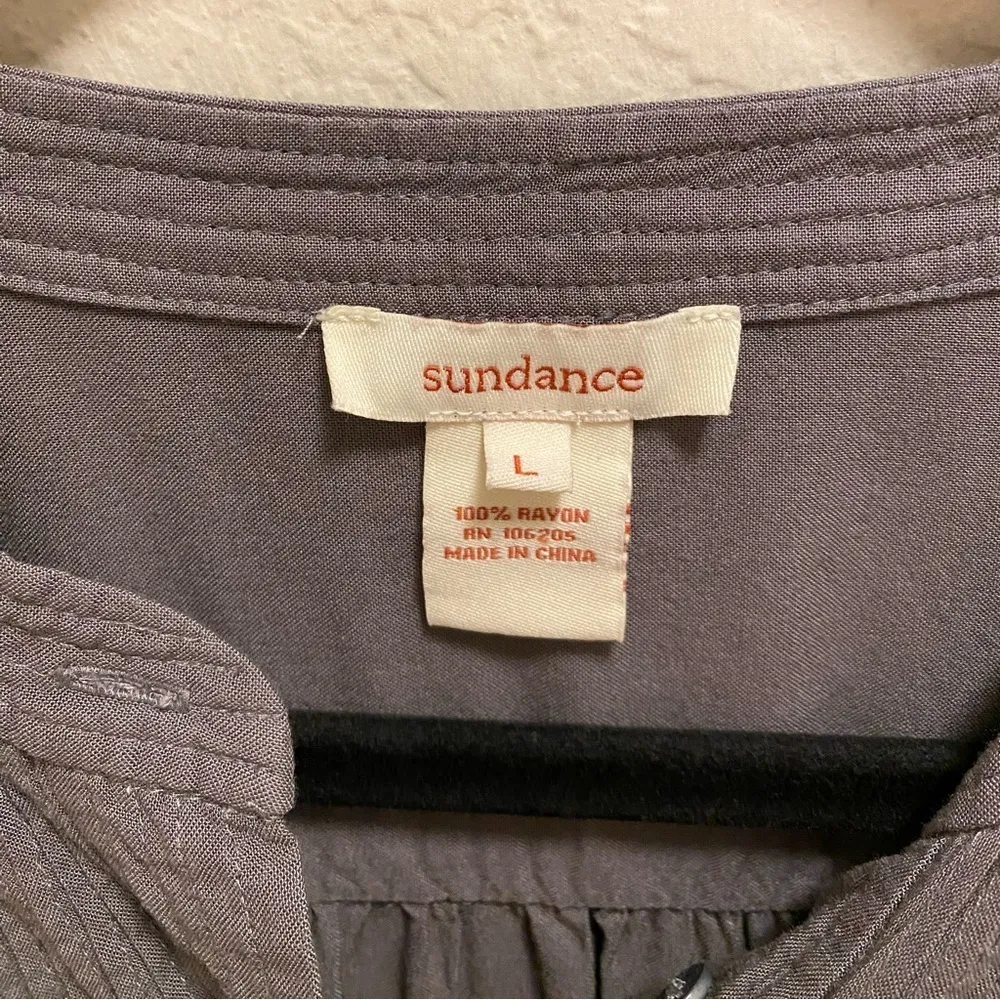 sundance
L
100% RAYON
RN 106205
MADE IN CHINA